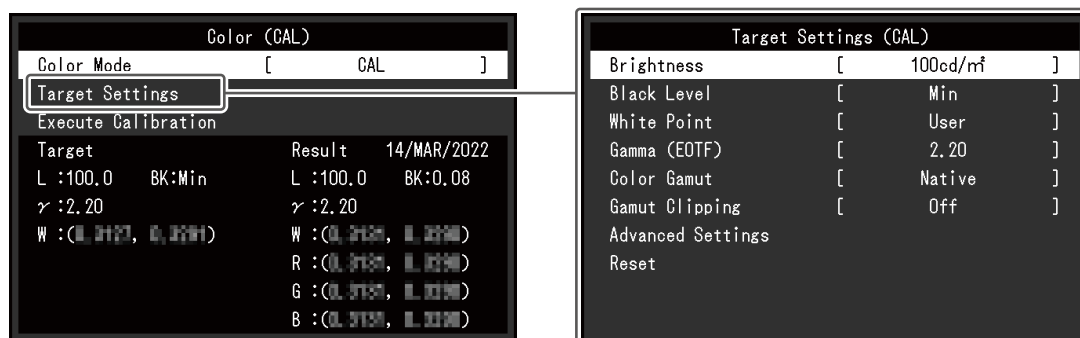 Color (CAL)
Color Mode [ CAL ]
Target Settings
Execute Calibration
Target Result 14/MAR/2022
L :100.0 BK:Min L :100.0 BK:0.08
γ :2.20 γ :2.20
W :( , ) W :( , )
R :( , )
G :( , )
B :( , )
Target Settings (CAL)
Brightness [ 100cd/㎡ ]
Black Level [ Min ]
White Point [ User ]
Gamma (EOTF) [ 2.20 ]
Color Gamut [ Native ]
Gamut Clipping [ Off ]
Advanced Settings
Reset